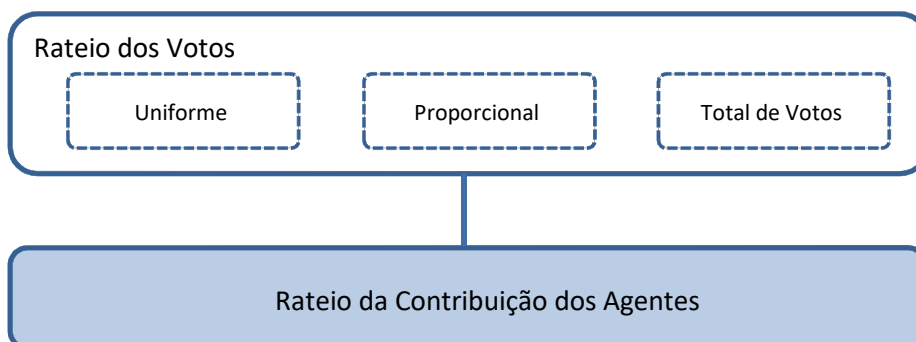 Rateio dos Votos
Uniforme
Proporcional
Total de Votos
Rateio da Contribuição dos Agentes